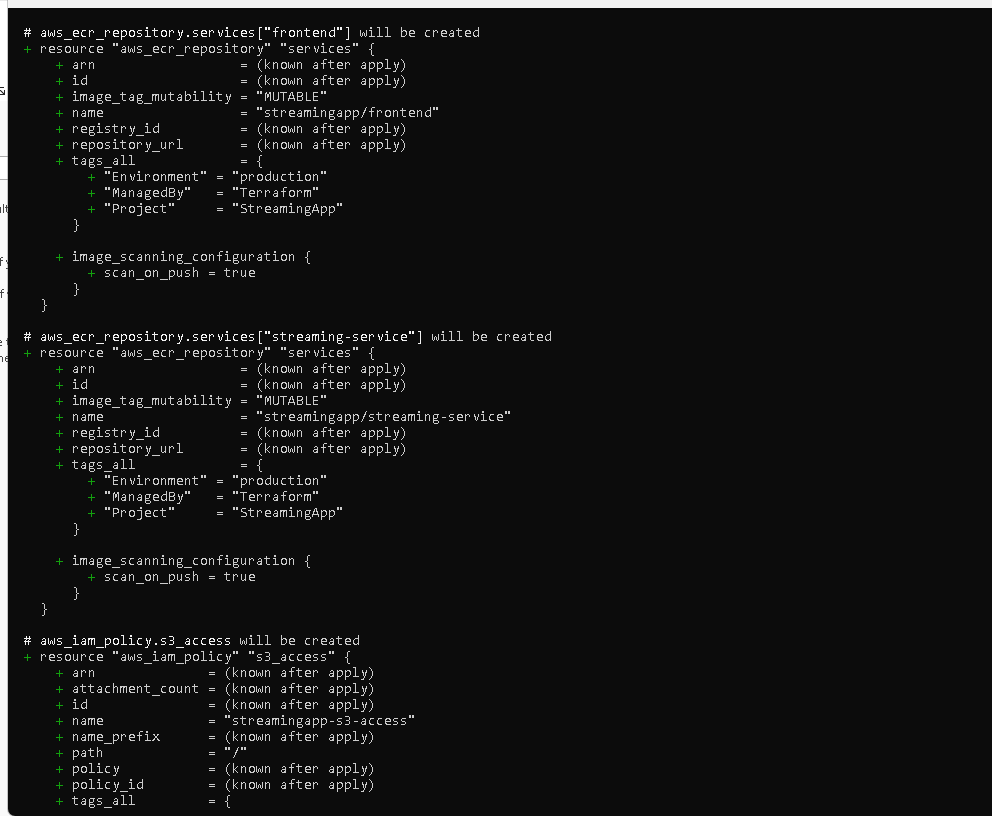 # aws_ecr_repository.services["frontend"] will be created
+ resource "aws_ecr_repository" "services" {
    + arn                  = (known after apply)
    + id                   = (known after apply)
    + image_tag_mutability = "MUTABLE"
    + name                 = "streamingapp/frontend"
    + registry_id          = (known after apply)
    + repository_url       = (known after apply)
    + tags_all             = {
        + "Environment" = "production"
        + "ManagedBy"   = "Terraform"
        + "Project"     = "StreamingApp"
      }

    + image_scanning_configuration {
        + scan_on_push = true
      }
  }

# aws_ecr_repository.services["streaming-service"] will be created
+ resource "aws_ecr_repository" "services" {
    + arn                  = (known after apply)
    + id                   = (known after apply)
    + image_tag_mutability = "MUTABLE"
    + name                 = "streamingapp/streaming-service"
    + registry_id          = (known after apply)
    + repository_url       = (known after apply)
    + tags_all             = {
        + "Environment" = "production"
        + "ManagedBy"   = "Terraform"
        + "Project"     = "StreamingApp"
      }

    + image_scanning_configuration {
        + scan_on_push = true
      }
  }

# aws_iam_policy.s3_access will be created
+ resource "aws_iam_policy" "s3_access" {
    + arn              = (known after apply)
    + attachment_count = (known after apply)
    + id               = (known after apply)
    + name             = "streamingapp-s3-access"
    + name_prefix      = (known after apply)
    + path             = "/"
    + policy           = (known after apply)
    + policy_id        = (known after apply)
    + tags_all         = {